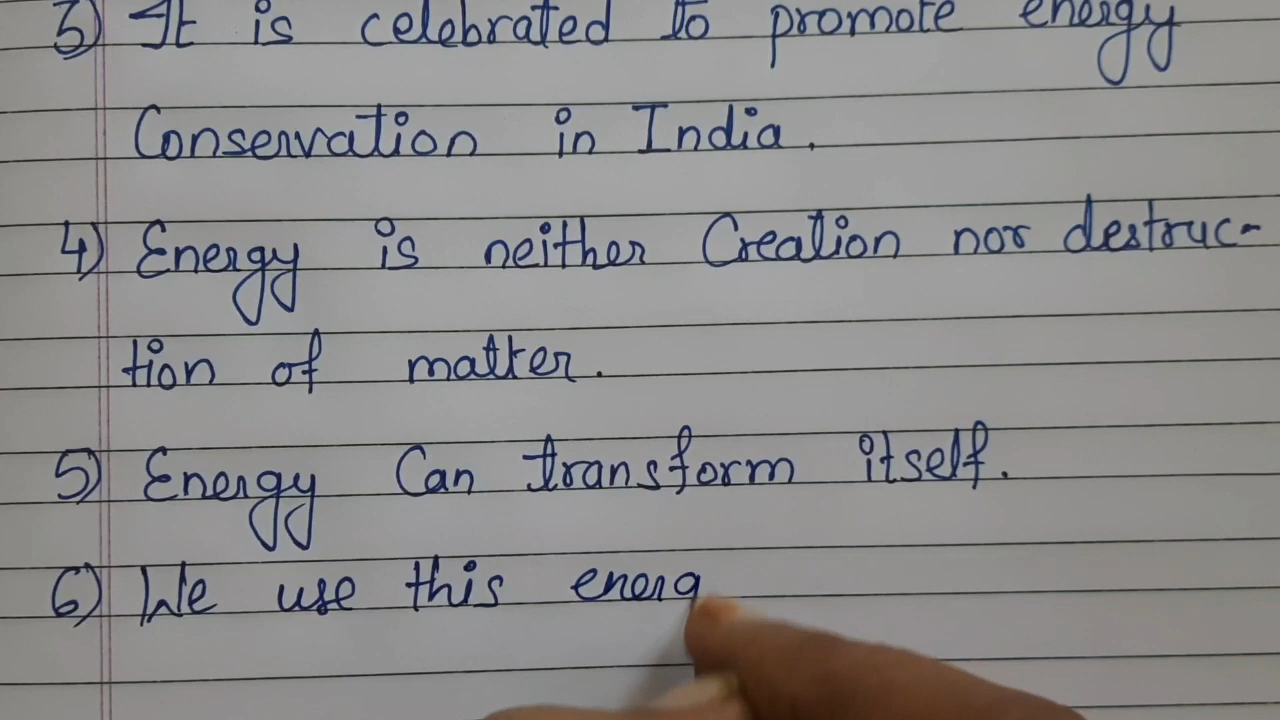 3) It is celebrated to promote energy
Conservation in India.
4) Energy is neither Creation nor destruc-
tion of matter.
5) Energy Can transform itself.
6) We use this energ